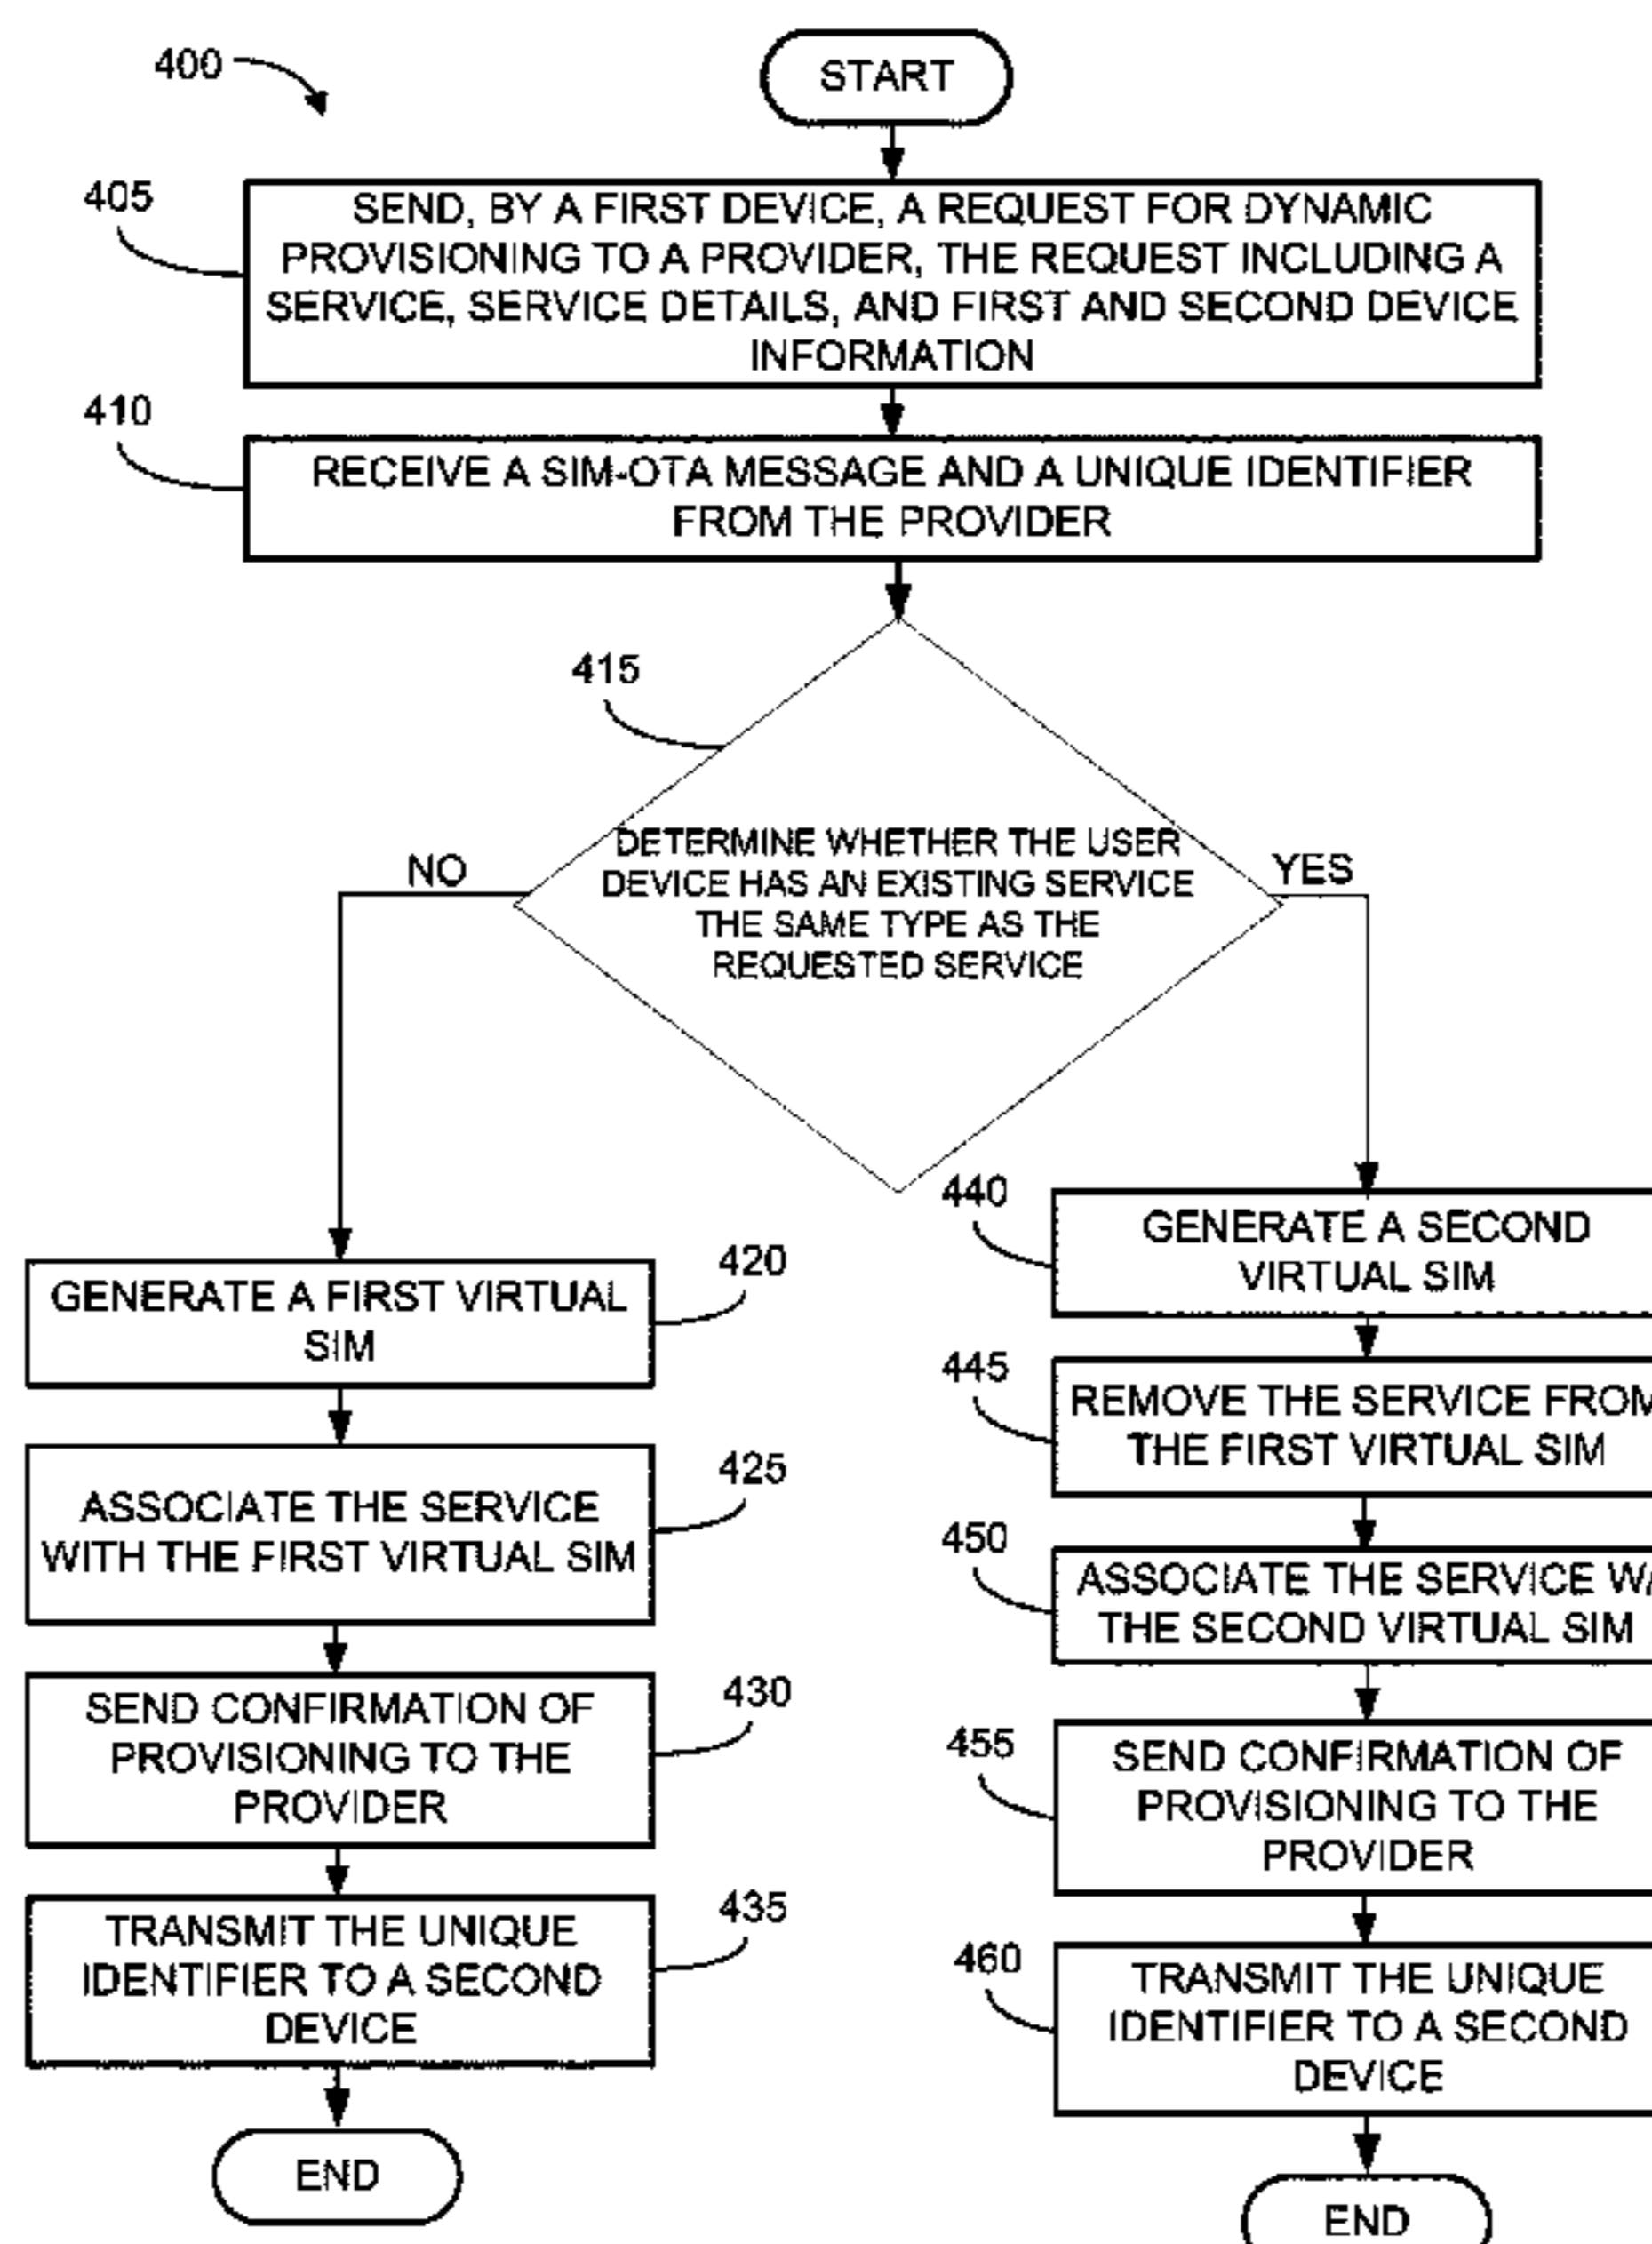 400
START
405
SEND, BY A FIRST DEVICE, A REQUEST FOR DYNAMIC
PROVISIONING TO A PROVIDER, THE REQUEST INCLUDING A
SERVICE, SERVICE DETAILS, AND FIRST AND SECOND DEVICE
INFORMATION
410
RECEIVE A SIM-OTA MESSAGE AND A UNIQUE IDENTIFIER
FROM THE PROVIDER
415
DETERMINE WHETHER THE USER
DEVICE HAS AN EXISTING SERVICE
THE SAME TYPE AS THE
REQUESTED SERVICE
NO
YES
420
GENERATE A FIRST VIRTUAL
SIM
425
ASSOCIATE THE SERVICE
WITH THE FIRST VIRTUAL SIM
430
SEND CONFIRMATION OF
PROVISIONING TO THE
PROVIDER
435
TRANSMIT THE UNIQUE
IDENTIFIER TO A SECOND
DEVICE
END
440
GENERATE A SECOND
VIRTUAL SIM
445
REMOVE THE SERVICE FROM
THE FIRST VIRTUAL SIM
450
ASSOCIATE THE SERVICE W/
THE SECOND VIRTUAL SIM
455
SEND CONFIRMATION OF
PROVISIONING TO THE
PROVIDER
460
TRANSMIT THE UNIQUE
IDENTIFIER TO A SECOND
DEVICE
END